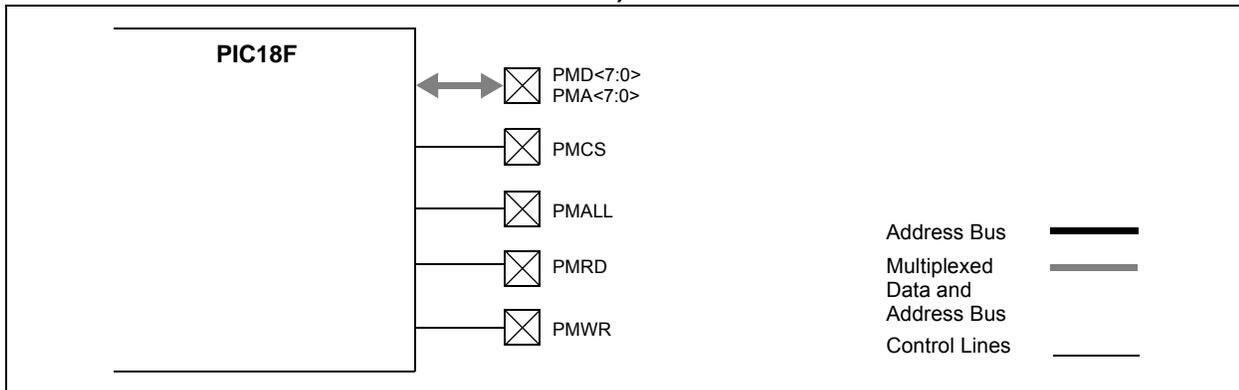 PIC18F
PMD<7:0>
PMA<7:0>
PMCS
PMALL
PMRD
PMWR
Address Bus
Multiplexed
Data and
Address Bus
Control Lines